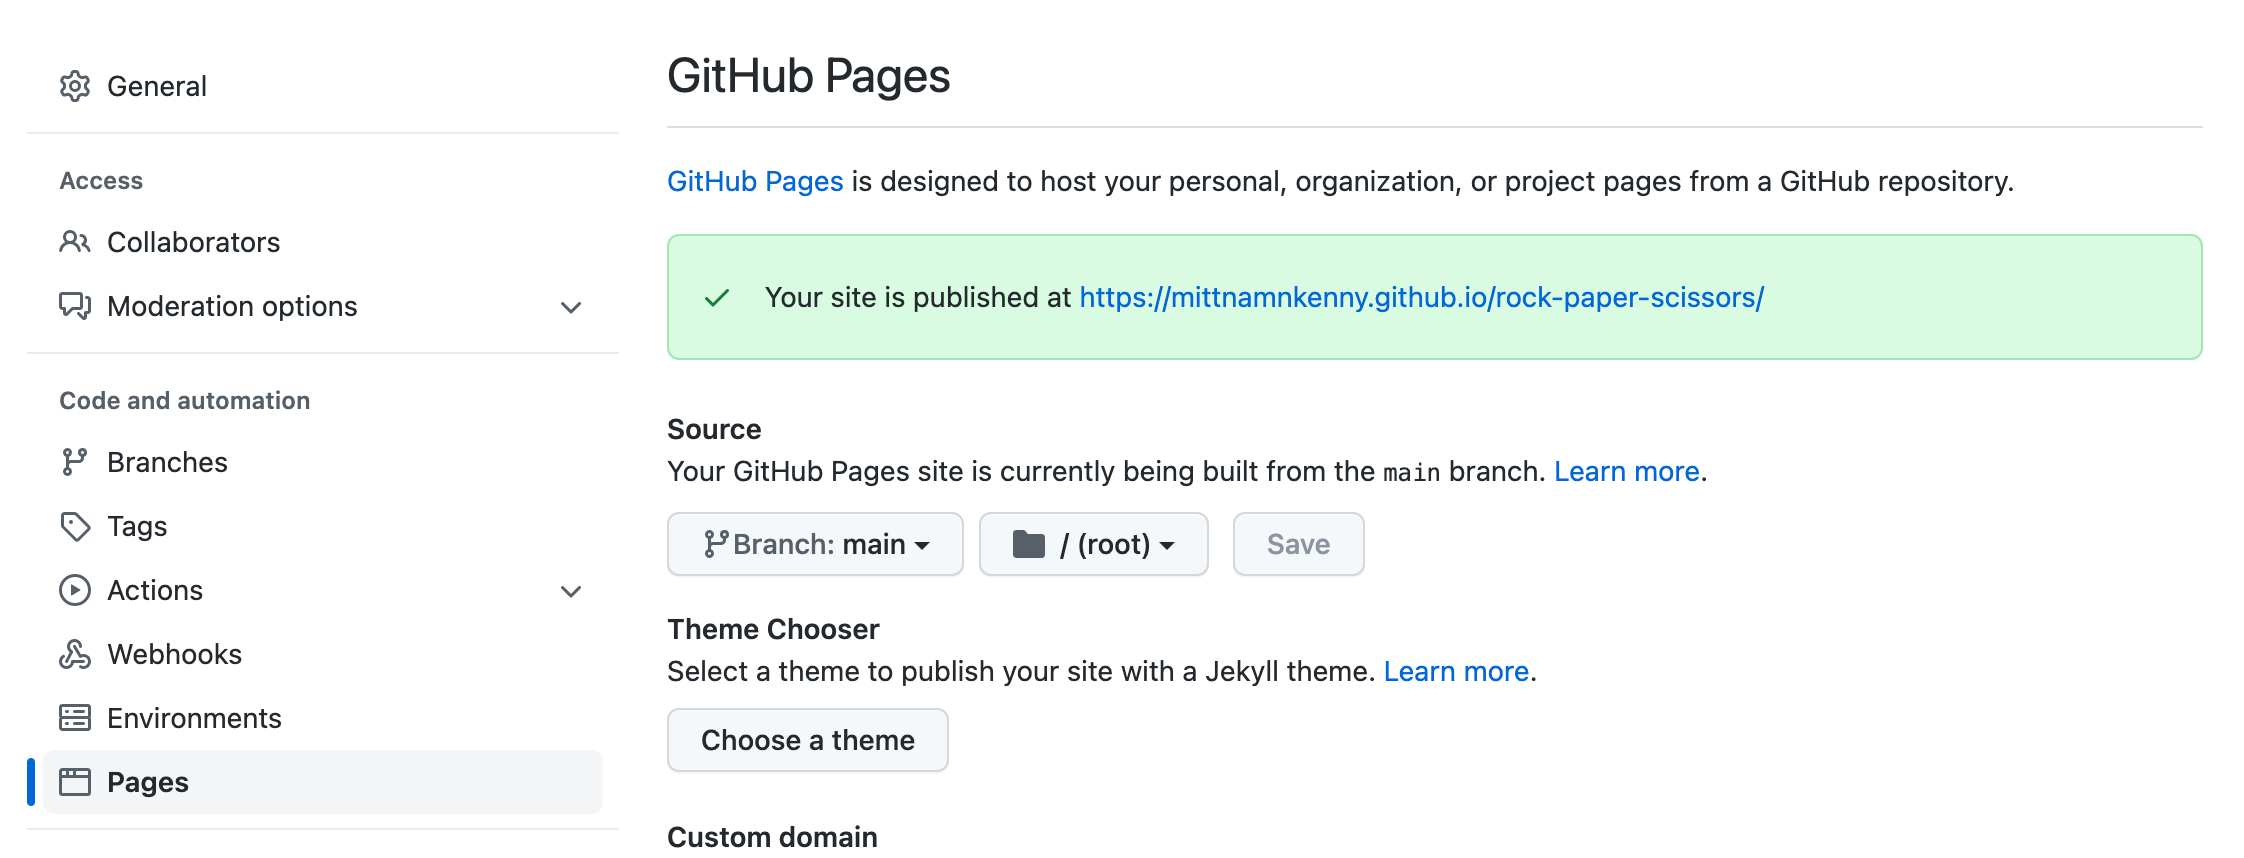 General
Access
Collaborators
Moderation options
Code and automation
Branches
Tags
Actions
Webhooks
Environments
Pages
GitHub Pages
GitHub Pages is designed to host your personal, organization, or project pages from a GitHub repository.
Your site is published at https://mittnamnkenny.github.io/rock-paper-scissors/
Source
Your GitHub Pages site is currently being built from the main branch. Learn more.
Branch: main / (root) Save
Theme Chooser
Select a theme to publish your site with a Jekyll theme. Learn more.
Choose a theme
Custom domain